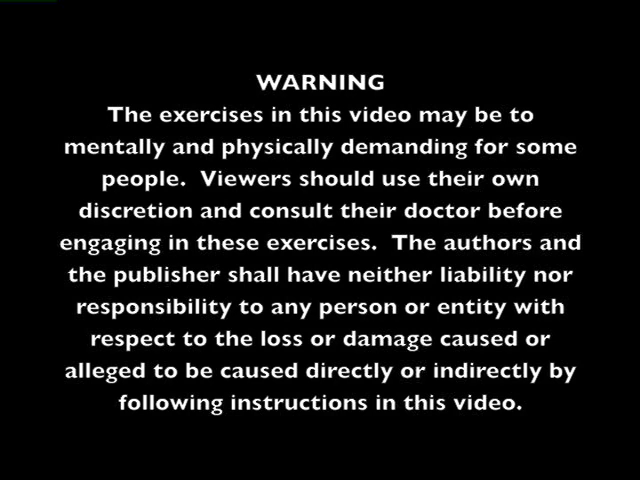 WARNING
The exercises in this video may be to
mentally and physically demanding for some
people.  Viewers should use their own
discretion and consult their doctor before
engaging in these exercises.  The authors and
the publisher shall have neither liability nor
responsibility to any person or entity with
respect to the loss or damage caused or
alleged to be caused directly or indirectly by
following instructions in this video.